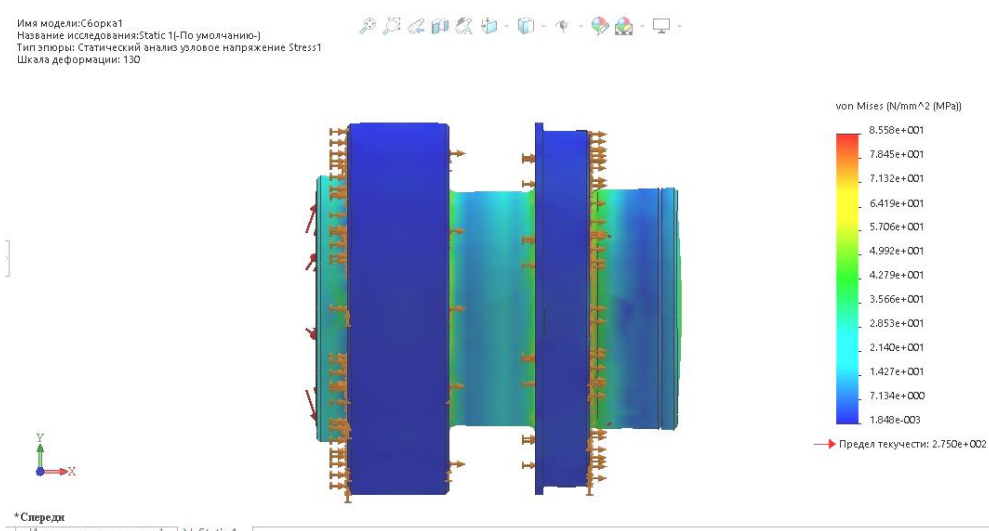 Имя модели:Сборка1
Название исследования:Static 1(-По умолчанию-)
Тип эпюры: Статический анализ узловое напряжение Stress1
Шкала деформации: 130
von Mises (N/mm^2 (MPa))
8.558e+001
7.845e+001
7.132e+001
6.419e+001
5.706e+001
4.992e+001
4.279e+001
3.566e+001
2.853e+001
2.140e+001
1.427e+001
7.134e+000
1.848e-003
Предел текучести: 2.750e+002
Y
X
*Спереди